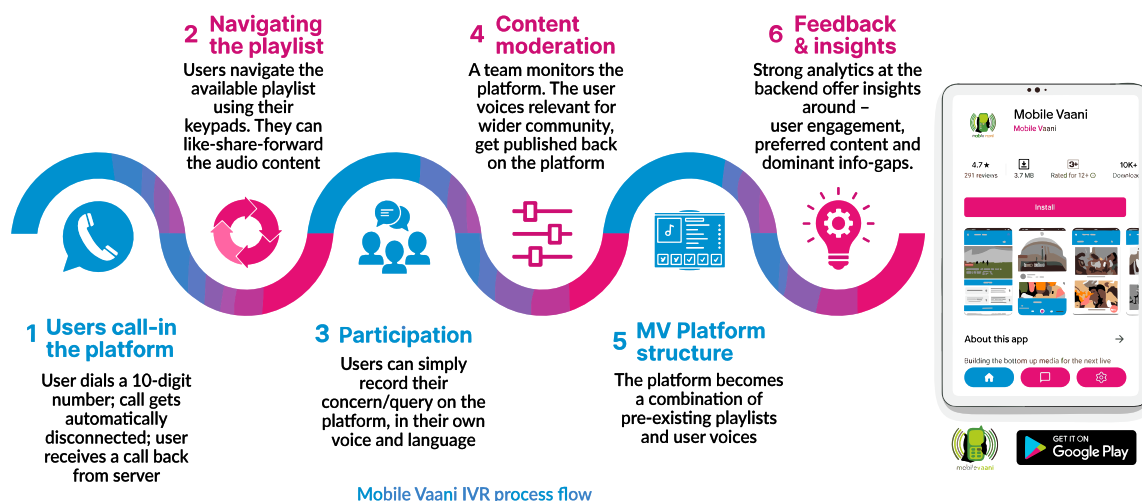 2 Navigating
the playlist
Users navigate the
available playlist
using their
keypads. They can
like-share-forward
the audio content
4 Content
moderation
A team monitors the
platform. The user
voices relevant for
wider community,
get published back
on the platform
6 Feedback
& insights
Strong analytics at the
backend offer insights
around –
user engagement,
preferred content and
dominant info-gaps.
1 Users call-in
the platform
User dials a 10-digit
number; call gets
automatically
disconnected; user
receives a call back
from server
3 Participation
Users can simply
record their
concern/query on the
platform, in their own
voice and language
5 MV Platform
structure
The platform becomes
a combination of
pre-existing playlists
and user voices
Mobile Vaani IVR process flow
Mobile Vaani
Mobile Vaani
4.7★
291 reviews
3.7 MB
3+
Rated for 12+
10K+
Downloa
Install
About this app
Building the bottom up media for the next live
mobile vaani
GET IT ON
Google Play